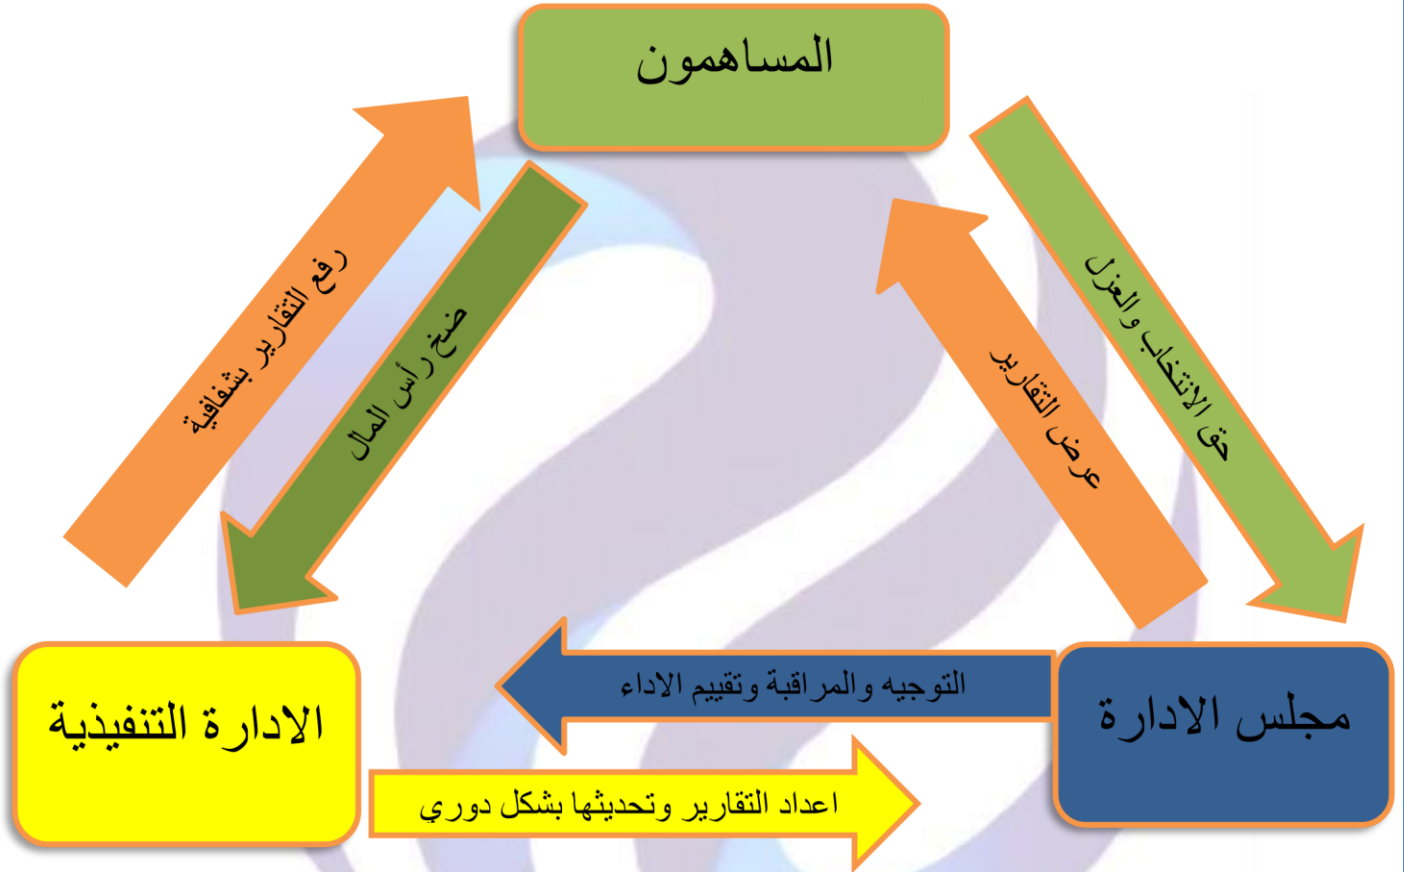 المساهمون
حق الانتخاب والعزل
عرض التقارير
ضخ رأس المال
رفع التقارير بشفافية
مجلس الادارة
التوجيه والمراقبة وتقييم الاداء
الادارة التنفيذية
اعداد التقارير وتحديثها بشكل دوري